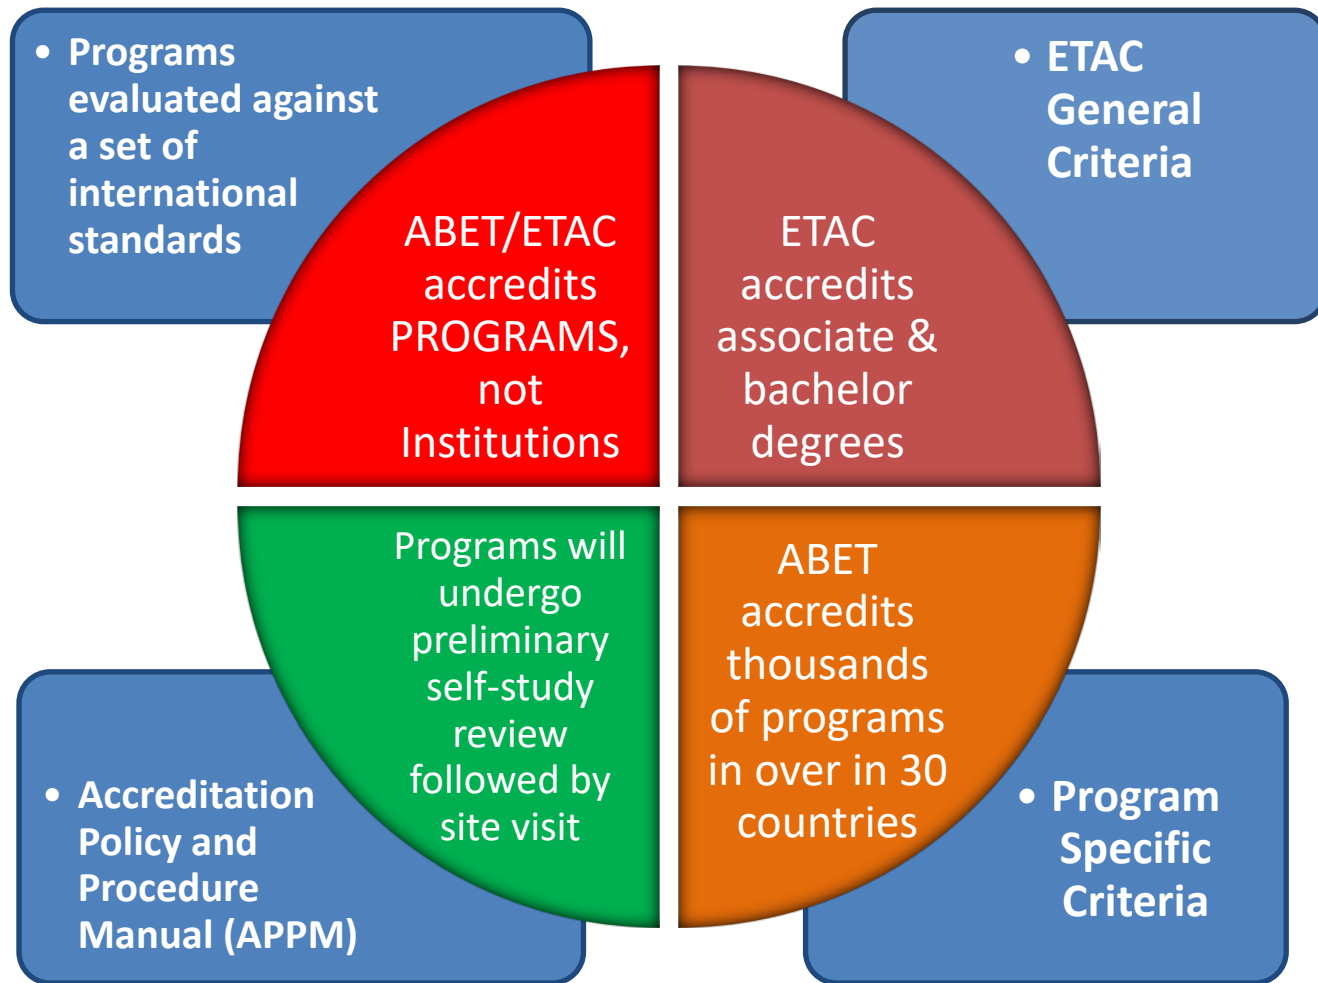 • Programs
evaluated against
a set of
international
standards
• ETAC
General
Criteria
ABET/ETAC
accredits
PROGRAMS,
not
Institutions
ETAC
accredits
associate &
bachelor
degrees
Programs will
undergo
preliminary
self-study
review
followed by
site visit
ABET
accredits
thousands
of programs
in over in 30
countries
• Accreditation
Policy and
Procedure
Manual (APPM)
• Program
Specific
Criteria